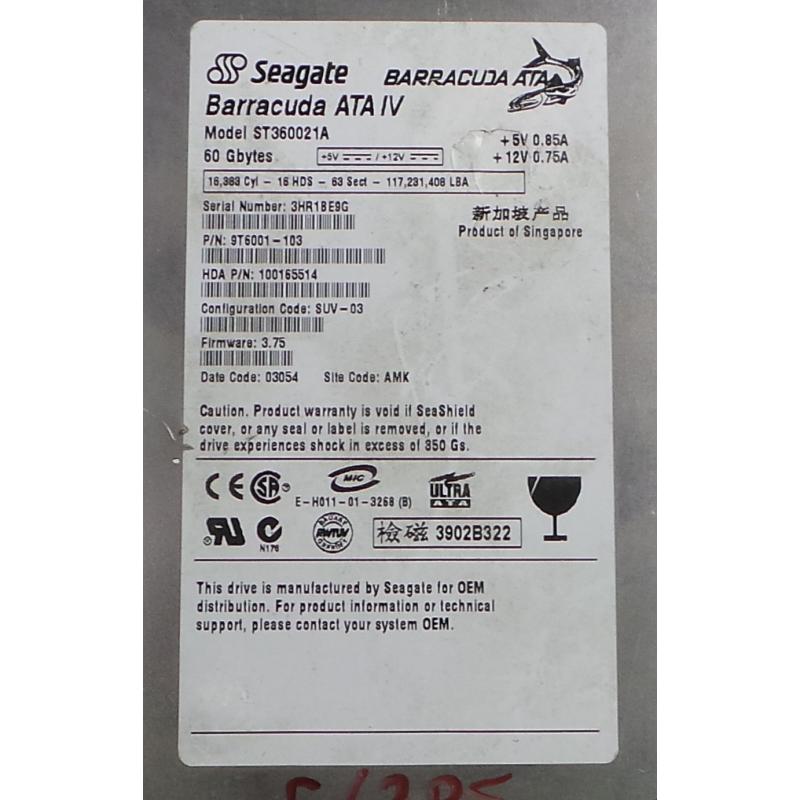 Seagate BARRACUDA ATA
Barracuda ATA IV
Model ST360021A
+5V 0.85A
60 Gbytes
+5V /+12V
+12V 0.75A
16,383 Cyl - 16 HDS - 63 Sect - 117,231,408 LBA
Serial Number: 3HR1BE9G
新加坡产品
Product of Singapore
P/N: 9T6001-103
HDA P/N: 100165514
Configuration Code: SUV-03
Firmware: 3.75
Date Code: 03054 Site Code: AMK
Caution. Product warranty is void if SeaShield
cover, or any seal or label is removed, or if the
drive experiences shock in excess of 350 Gs.
CE SA MIC ULTRA
ATA
E-H011-01-3268 (B)
N176
RWTUV
檢磁 3902B322
This drive is manufactured by Seagate for OEM
distribution. For product information or technical
support, please contact your system OEM.